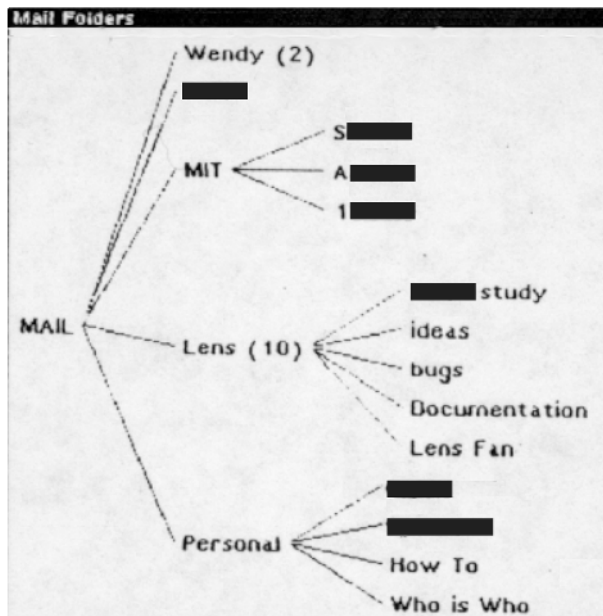 Mail Folders
Wendy (2)
S
MIT
A
1
study
MAIL
ideas
Lens (10)
bugs
Documentation
Lens Fan
Personal
How To
Who is Who